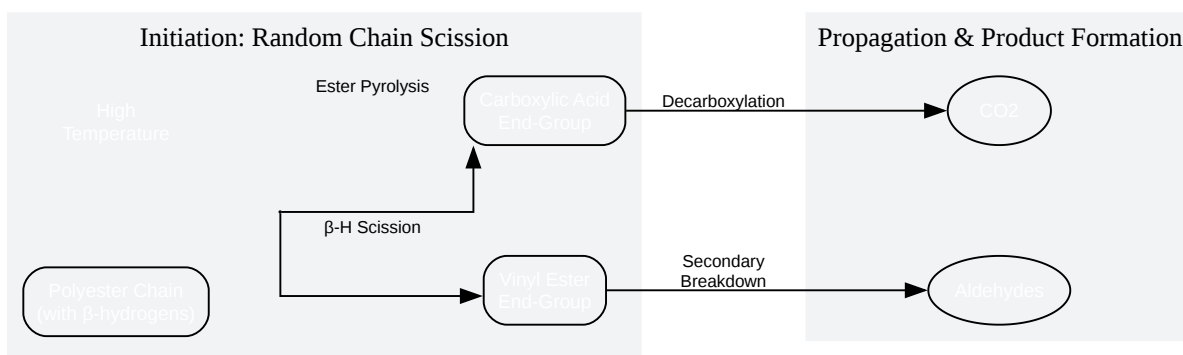 Initiation: Random Chain Scission
Propagation & Product Formation
Ester Pyrolysis
High
Temperature
Carboxylic Acid
End-Group
Decarboxylation
CO2
β-H Scission
Polyester Chain
(with β-hydrogens)
Vinyl Ester
End-Group
Secondary
Breakdown
Aldehydes